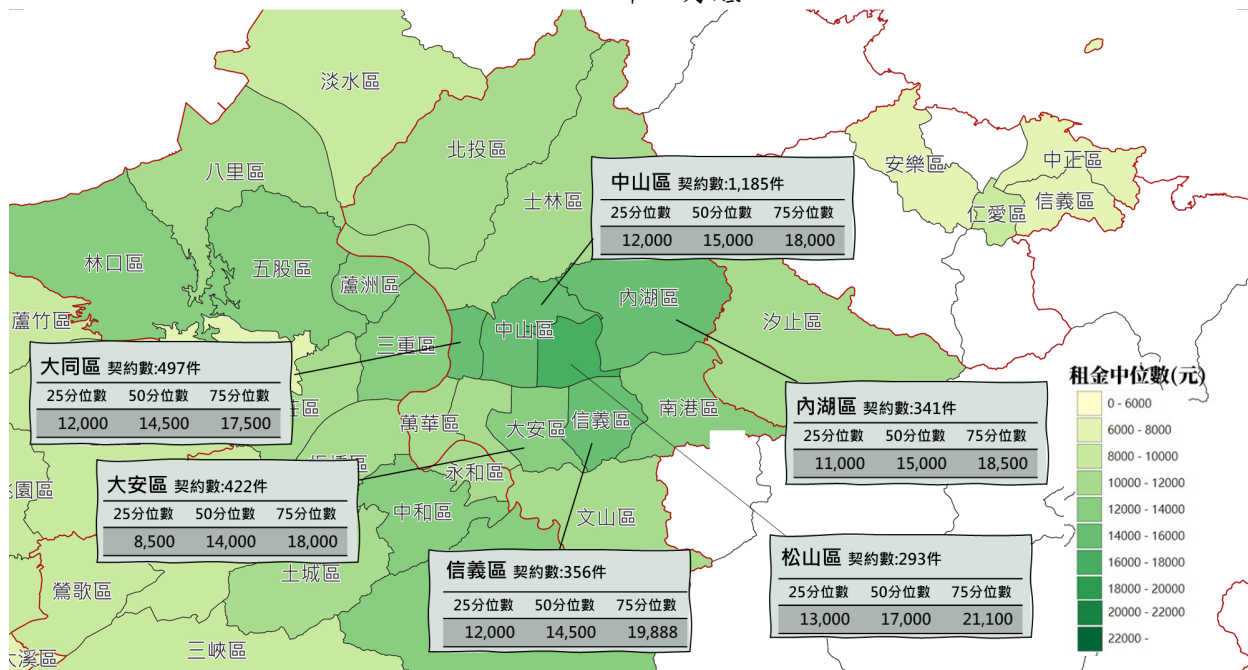 淡水區
北投區
八里區
士林區
安樂區
中正區
仁愛區
信義區
中山區 契約數:1,185件
25分位數 50分位數 75分位數
12,000 15,000 18,000
林口區
五股區
蘆洲區
內湖區
蘆竹區
中山區
汐止區
三重區
大同區 契約數:497件
25分位數 50分位數 75分位數
12,000 14,500 17,500
租金中位數(元)
0 - 6000
6000 - 8000
8000 - 10000
10000 - 12000
12000 - 14000
14000 - 16000
16000 - 18000
18000 - 20000
20000 - 22000
22000 -
萬華區
大安區
信義區
南港區
內湖區 契約數:341件
25分位數 50分位數 75分位數
11,000 15,000 18,500
永和區
大安區 契約數:422件
25分位數 50分位數 75分位數
8,500 14,000 18,000
中和區
文山區
土城區
信義區 契約數:356件
25分位數 50分位數 75分位數
12,000 14,500 19,888
松山區 契約數:293件
25分位數 50分位數 75分位數
13,000 17,000 21,100
鶯歌區
三峽區